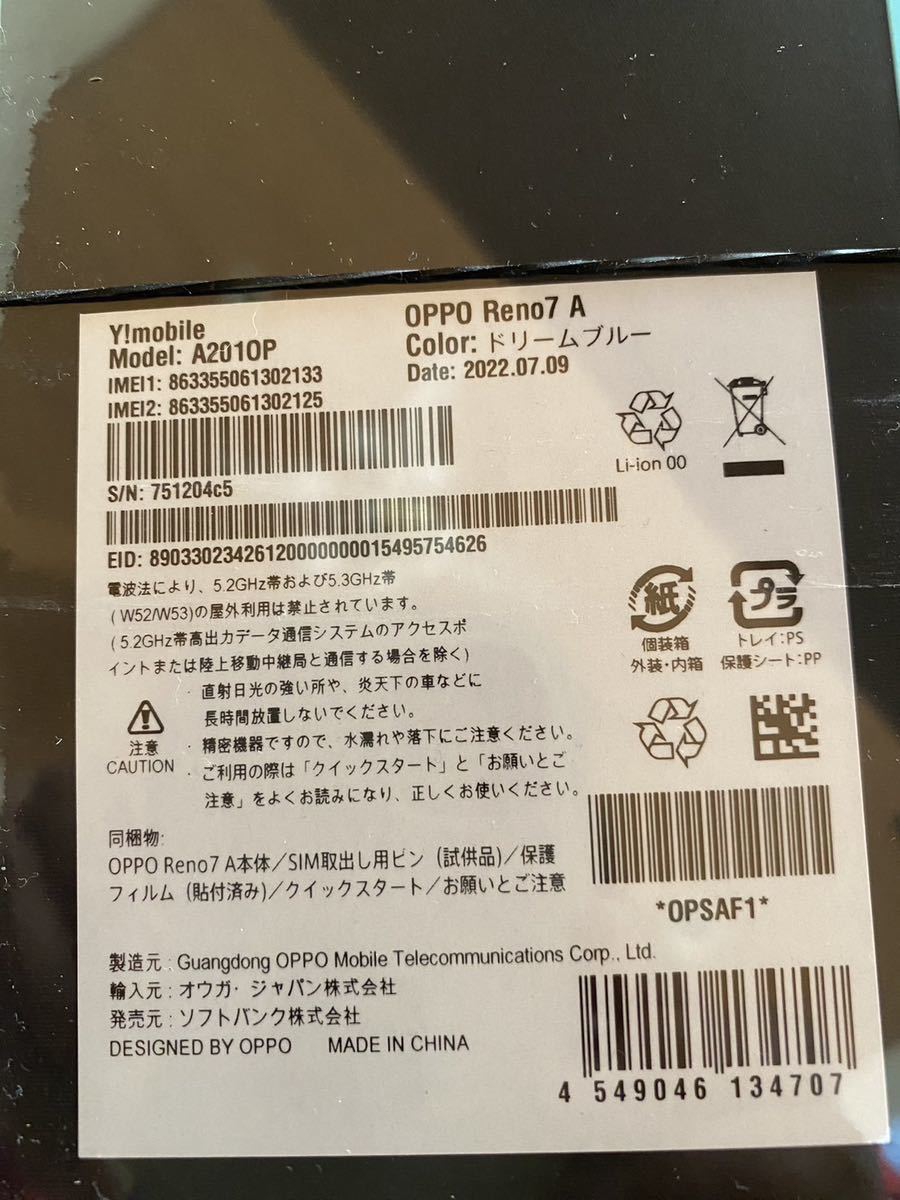 Y!mobile
Model: A201OP
IMEI1: 863355061302133
IMEI2: 863355061302125
S/N: 751204c5
EID: 89033023426120000000015495754626
OPPO Reno7 A
Color: ドリームブルー
Date: 2022.07.09
Li-ion 00
電波法により、5.2GHz帯および5.3GHz帯
(W52/W53)の屋外利用は禁止されています。
(5.2GHz帯高出力データ通信システムのアクセスポ
イントまたは陸上移動中継局と通信する場合を除く)
注意
CAUTION
・直射日光の強い所や、炎天下の車などに
長時間放置しないでください。
・精密機器ですので、水濡れや落下にご注意ください。
・ご利用の際は「クイックスタート」と「お願いとご
注意」をよくお読みになり、正しくお使いください。
紙
個装箱
外装・内箱
プラ
トレイ:PS
保護シート:PP
同梱物:
OPPO Reno7 A本体／SIM取出し用ピン（試供品)／保護
フィルム（貼付済み)／クイックスタート／お願いとご注意
*OPSAF1*
製造元 : Guangdong OPPO Mobile Telecommunications Corp., Ltd.
輸入元 : オウガ・ジャパン株式会社
発売元 : ソフトバンク株式会社
DESIGNED BY OPPO MADE IN CHINA
4 549046 134707